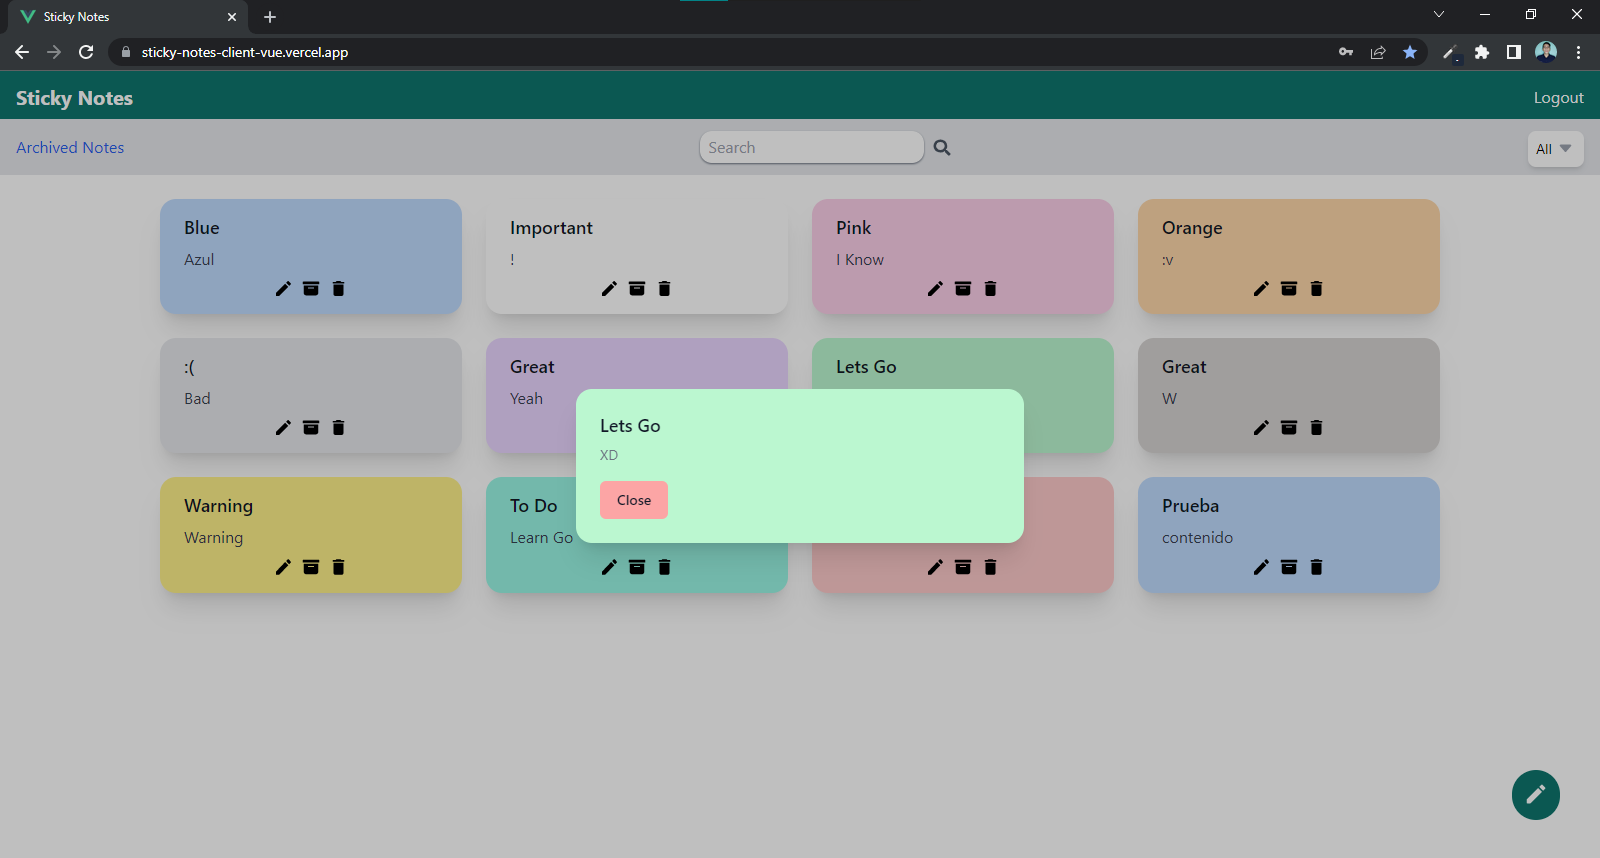 Sticky Notes
sticky-notes-client-vue.vercel.app
Sticky Notes
Logout
Archived Notes
Search
All
Blue
Azul
Important
!
Pink
I Know
Orange
:v
:(
Bad
Great
Yeah
Lets Go
Great
W
Lets Go
XD
Close
Warning
Warning
To Do
Learn Go
Prueba
contenido